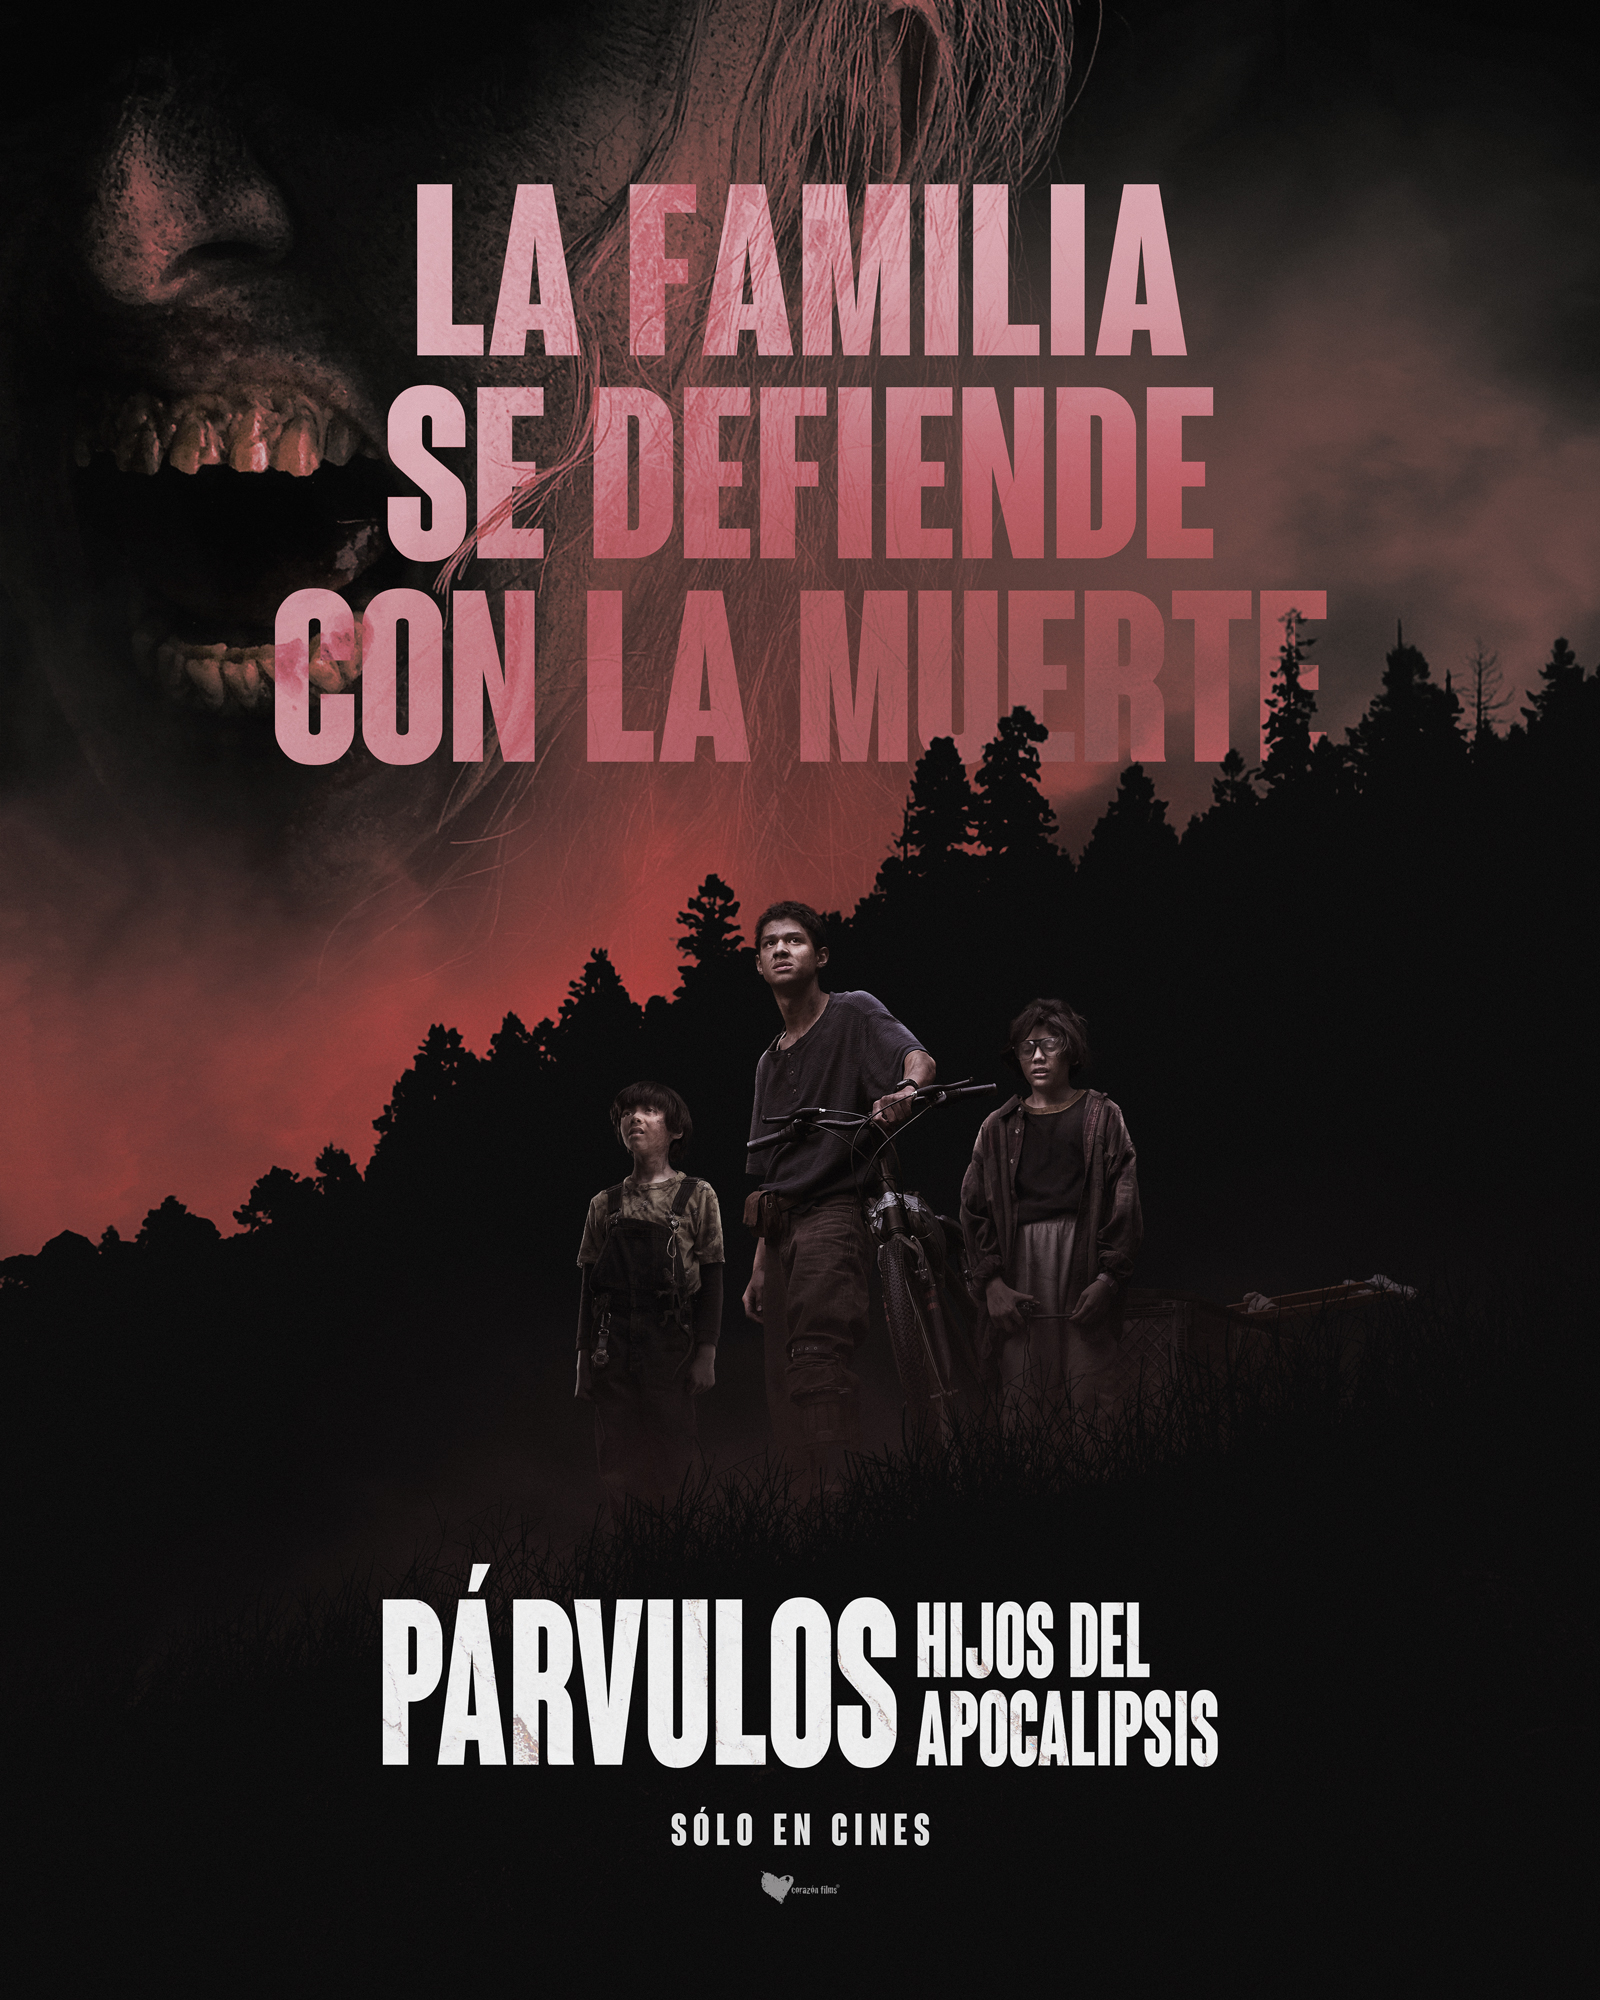 LA FAMILIA
SE DEFIENDE
CON LA MUERTE
PÁRVULOS
HIJOS DEL
APOCALIPSIS
SÓLO EN CINES
corazón films